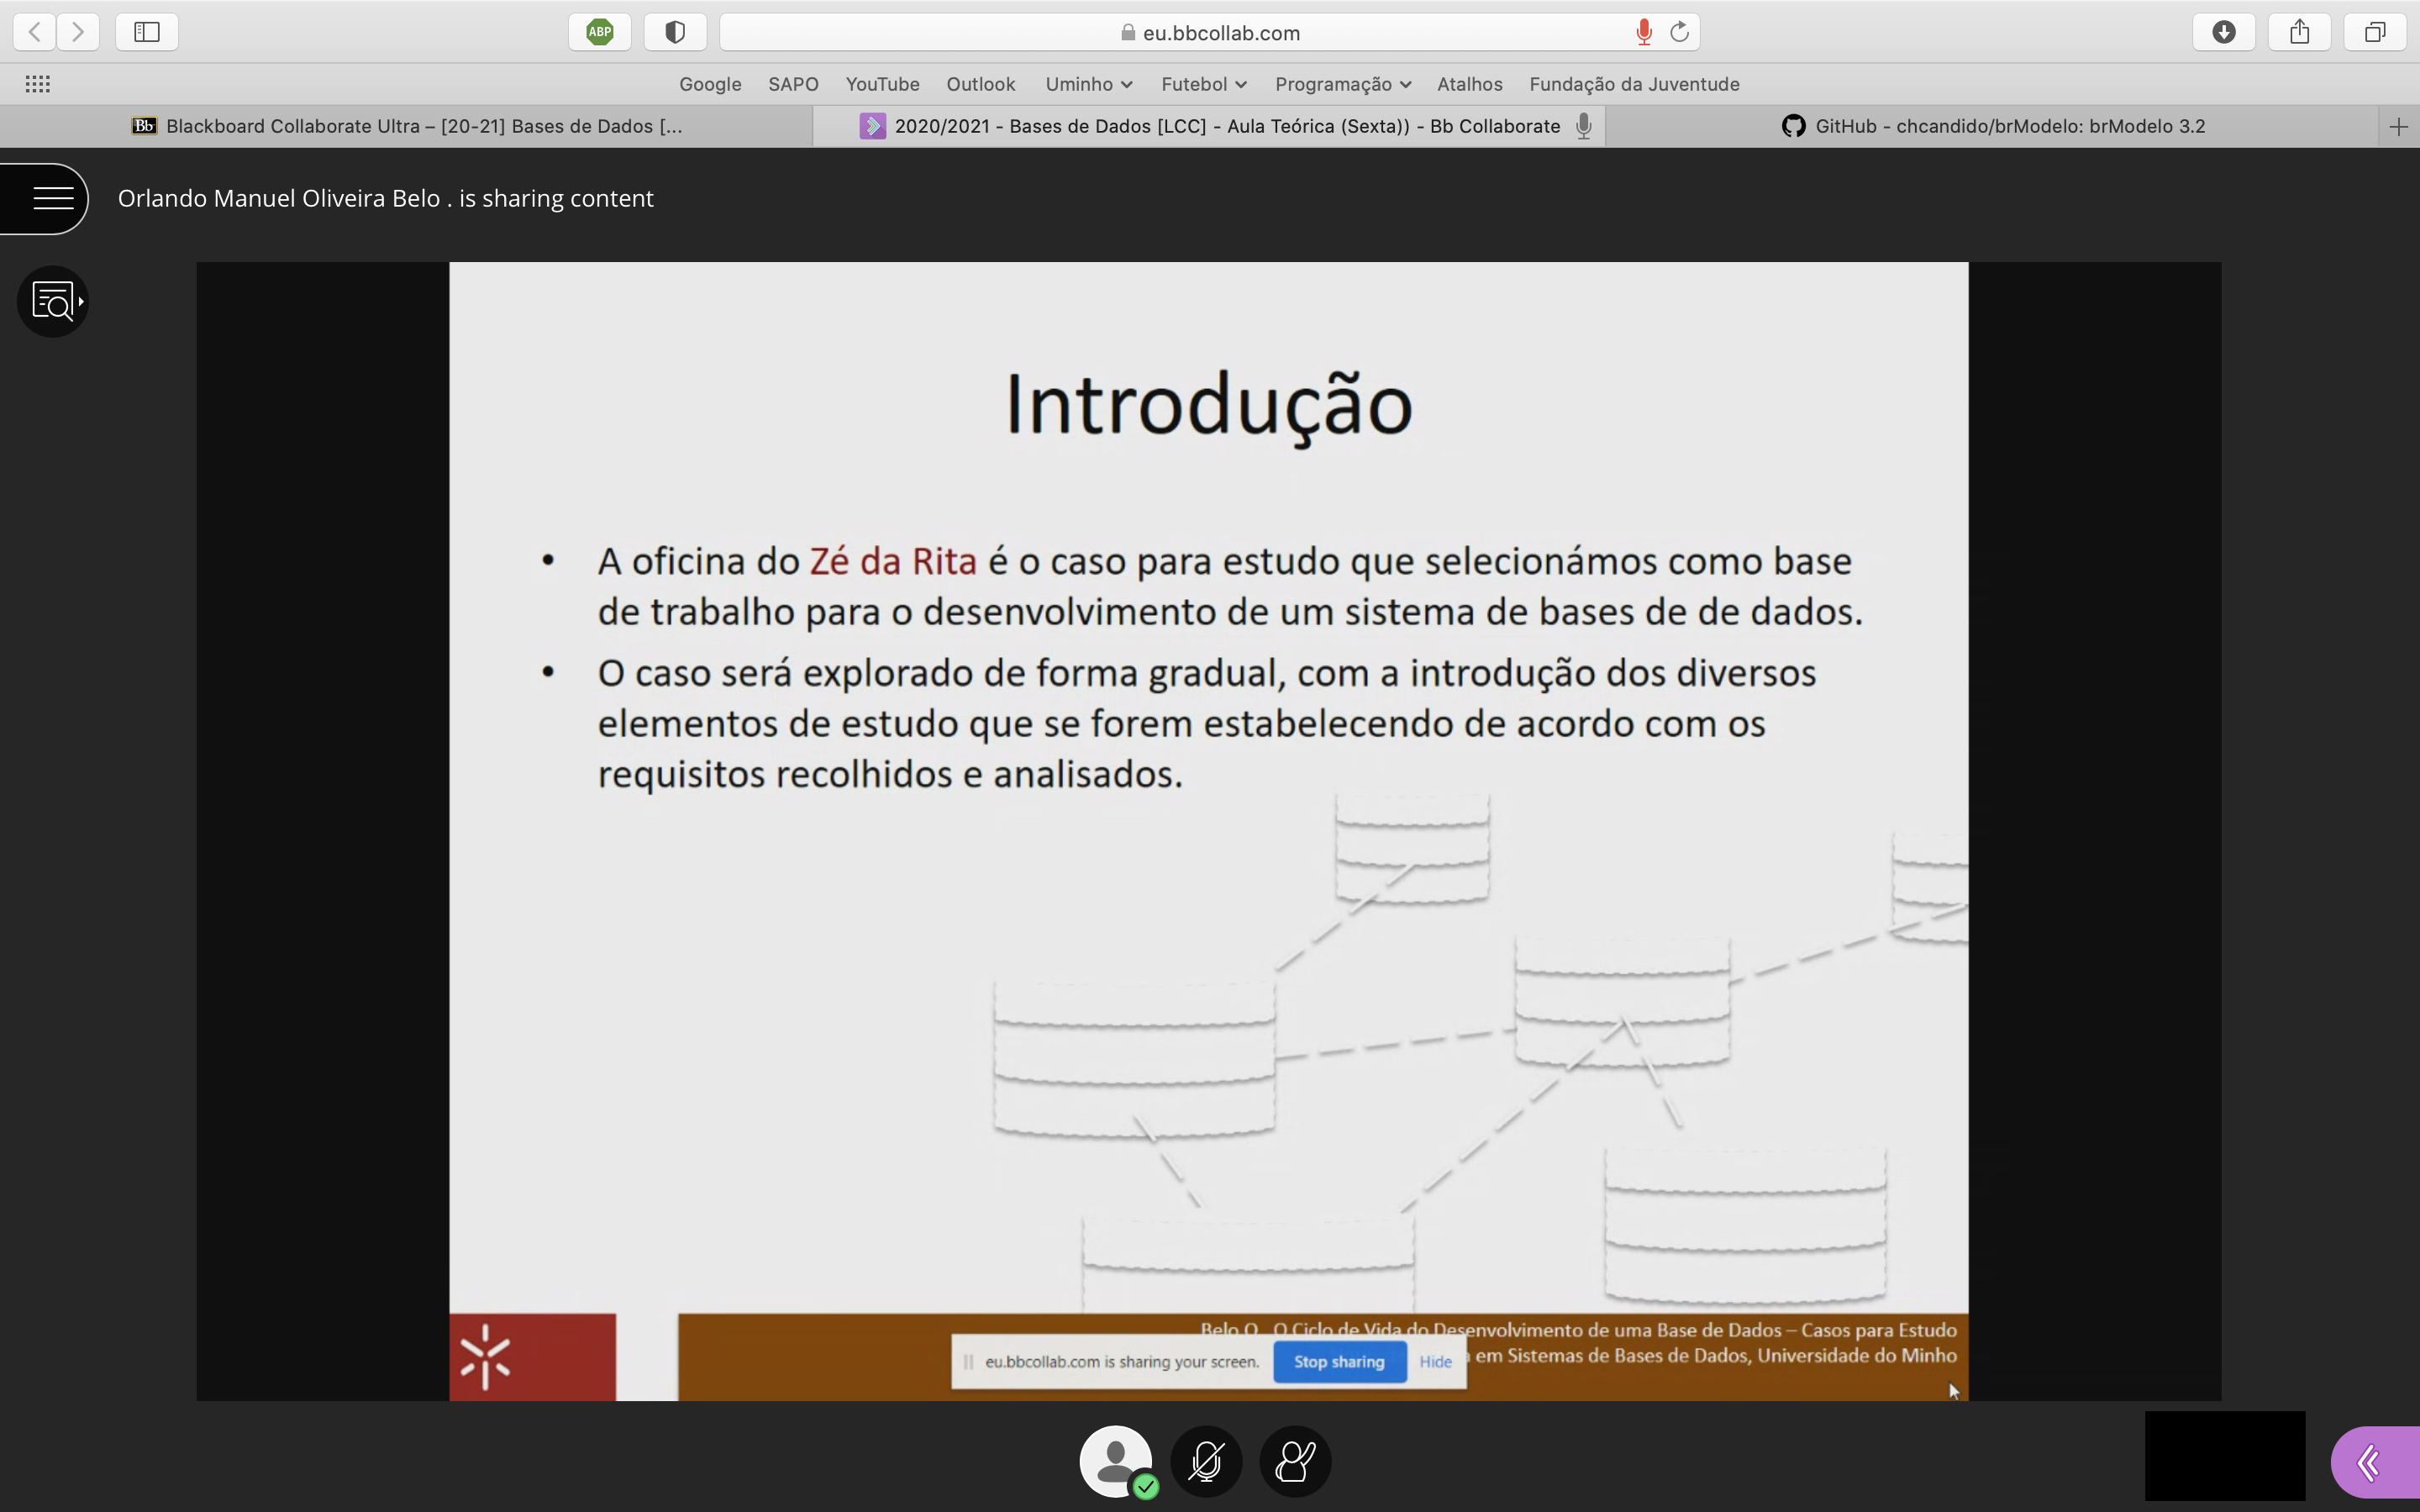 eu.bbcollab.com
ABP
Google SAPO YouTube Outlook Uminho Futebol Programação Atalhos Fundação da Juventude
Bb Blackboard Collaborate Ultra – [20-21] Bases de Dados [...
2020/2021 - Bases de Dados [LCC] - Aula Teórica (Sexta)) - Bb Collaborate
GitHub - chcandido/brModelo: brModelo 3.2
Orlando Manuel Oliveira Belo . is sharing content
Introdução
• A oficina do Zé da Rita é o caso para estudo que selecionámos como base
de trabalho para o desenvolvimento de um sistema de bases de de dados.
• O caso será explorado de forma gradual, com a introdução dos diversos
elementos de estudo que se forem estabelecendo de acordo com os
requisitos recolhidos e analisados.
Belo O., O Ciclo de Vida do Desenvolvimento de uma Base de Dados – Casos para Estudo
em Sistemas de Bases de Dados, Universidade do Minho
eu.bbcollab.com is sharing your screen. Stop sharing Hide